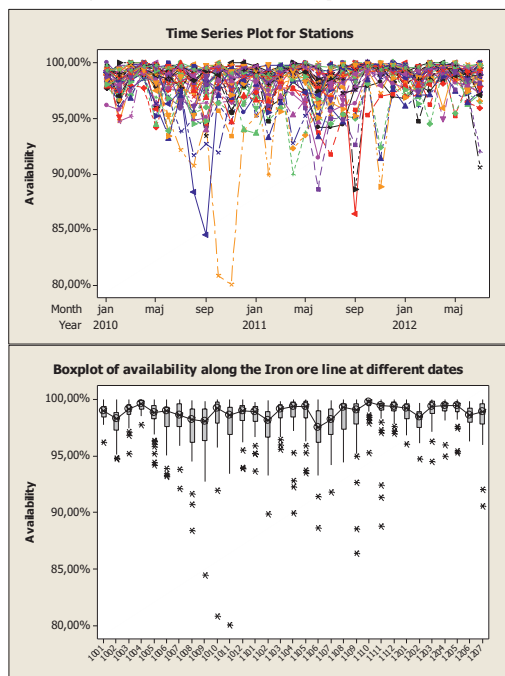 Time Series Plot for Stations
Availability
100,00%
95,00%
90,00%
85,00%
80,00%
Month jan maj sep jan maj sep jan maj
Year 2010 2011 2012
Boxplot of availability along the Iron ore line at different dates
Availability
100,00%
95,00%
90,00%
85,00%
80,00%
1001 1002 1003 1004 1005 1006 1007 1008 1009 1010 1011 1012 1101 1102 1103 1104 1105 1106 1107 1108 1109 1110 1111 1112 1201 1202 1203 1204 1205 1206 1207